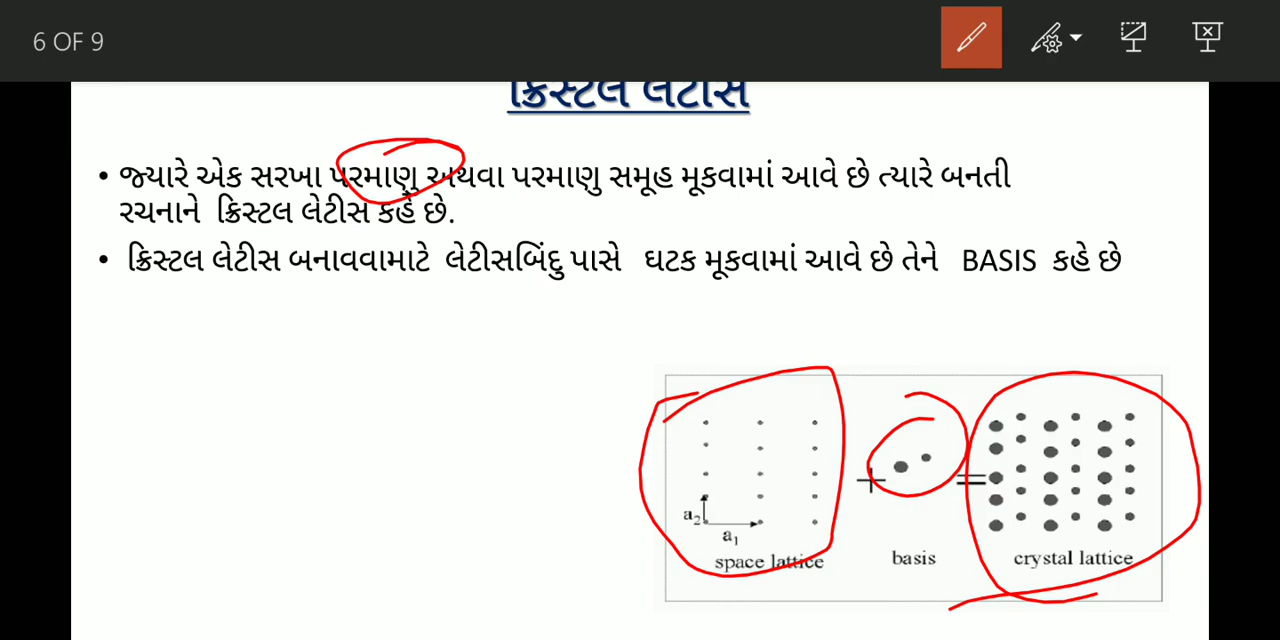 6 OF 9
ક્રિસ્ટલ લેટીસ
• જ્યારે એક સરખા પરમાણુ અથવા પરમાણુ સમૂહ મૂકવામાં આવે છે ત્યારે બનતી
રચનાને ક્રિસ્ટલ લેટીસ કહે છે.
• ક્રિસ્ટલ લેટીસ બનાવવામાટે લેટીસબિંદુ પાસે ઘટક મૂકવામાં આવે છે તેને BASIS કહે છે
+ =
a2
a1
space lattice basis crystal lattice